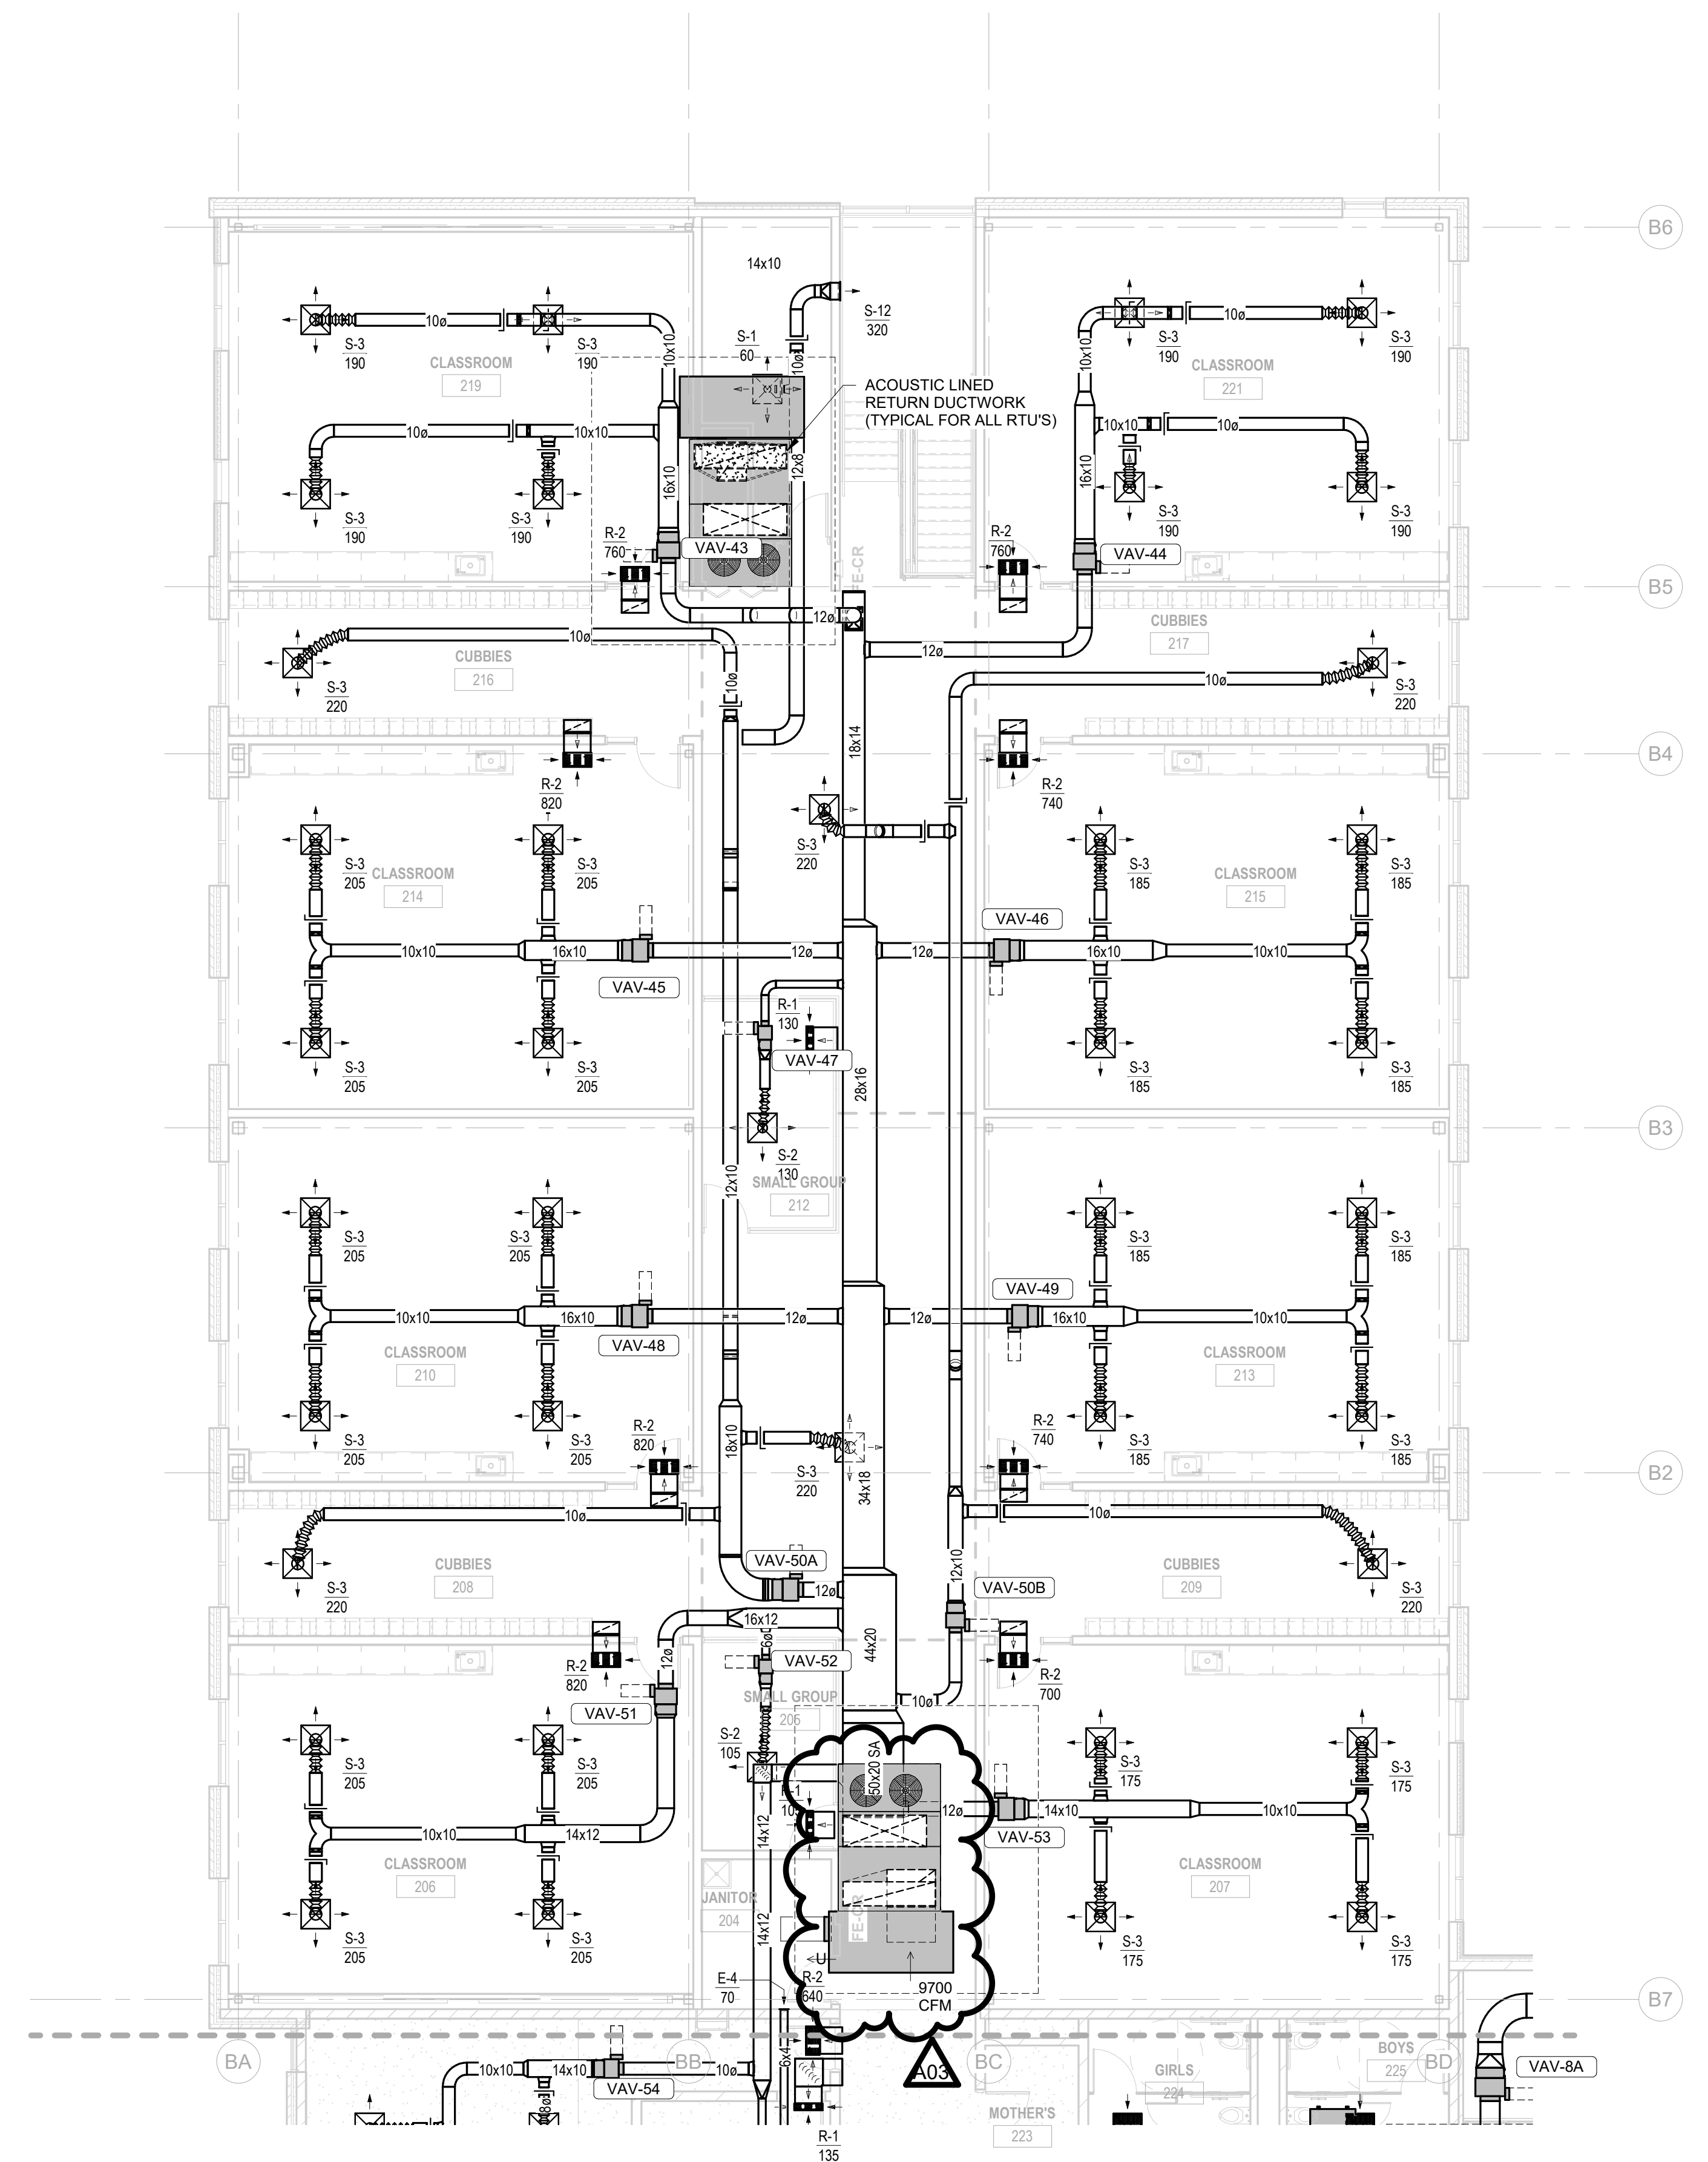 B6
14x10
S-12
320
S-1
60
10ø
10ø
S-3
190
S-3
190
10x10
10ø
CLASSROOM
219
10ø
10x10
10ø
S-3
190
S-3
190
CLASSROOM
221
ACOUSTIC LINED
RETURN DUCTWORK
(TYPICAL FOR ALL RTU'S)
10ø
10x10
16x10
12x8
10x10
10ø
16x10
S-3
190
S-3
190
R-2
760
VAV-43
R-2
760
VAV-44
S-3
190
S-3
190
FE-CR
B5
12ø
12ø
10ø
CUBBIES
216
S-3
220
10ø
CUBBIES
217
10ø
S-3
220
18x14
B4
R-2
820
R-2
740
S-3
220
S-3
205
S-3
205
CLASSROOM
214
S-3
185
S-3
185
CLASSROOM
215
VAV-46
10x10
16x10
12ø
12ø
16x10
10x10
VAV-45
R-1
130
VAV-47
28x16
S-3
205
S-3
205
S-3
185
S-3
185
B3
S-2
130
SMALL GROUP
212
12x10
S-3
205
S-3
205
S-3
185
S-3
185
VAV-49
10x10
16x10
12ø
12ø
16x10
10x10
VAV-48
CLASSROOM
210
CLASSROOM
213
S-3
205
S-3
205
R-2
820
18x10
S-3
220
34x18
R-2
740
S-3
185
S-3
185
B2
10ø
10ø
CUBBIES
208
S-3
220
VAV-50A
12ø
12x10
VAV-50B
CUBBIES
209
S-3
220
16x12
6ø
12ø
44x20
R-2
820
VAV-52
R-2
700
VAV-51
SMALL GROUP
205
10ø
S-2
105
50x20 SA
S-3
205
S-3
205
S-3
175
S-3
175
R-1
105
12ø
14x10
10x10
VAV-53
10x10
14x12
14x12
CLASSROOM
206
CLASSROOM
207
JANITOR
204
14x12
FE-CR
S-3
205
S-3
205
S-3
175
S-3
175
U
E-4
70
R-2
640
9700
CFM
B7
BA
BB
BC
BD
A03
10x10
14x10
10ø
VAV-54
8ø
6x4
GIRLS
224
BOYS
225
VAV-8A
MOTHER'S
223
R-1
135